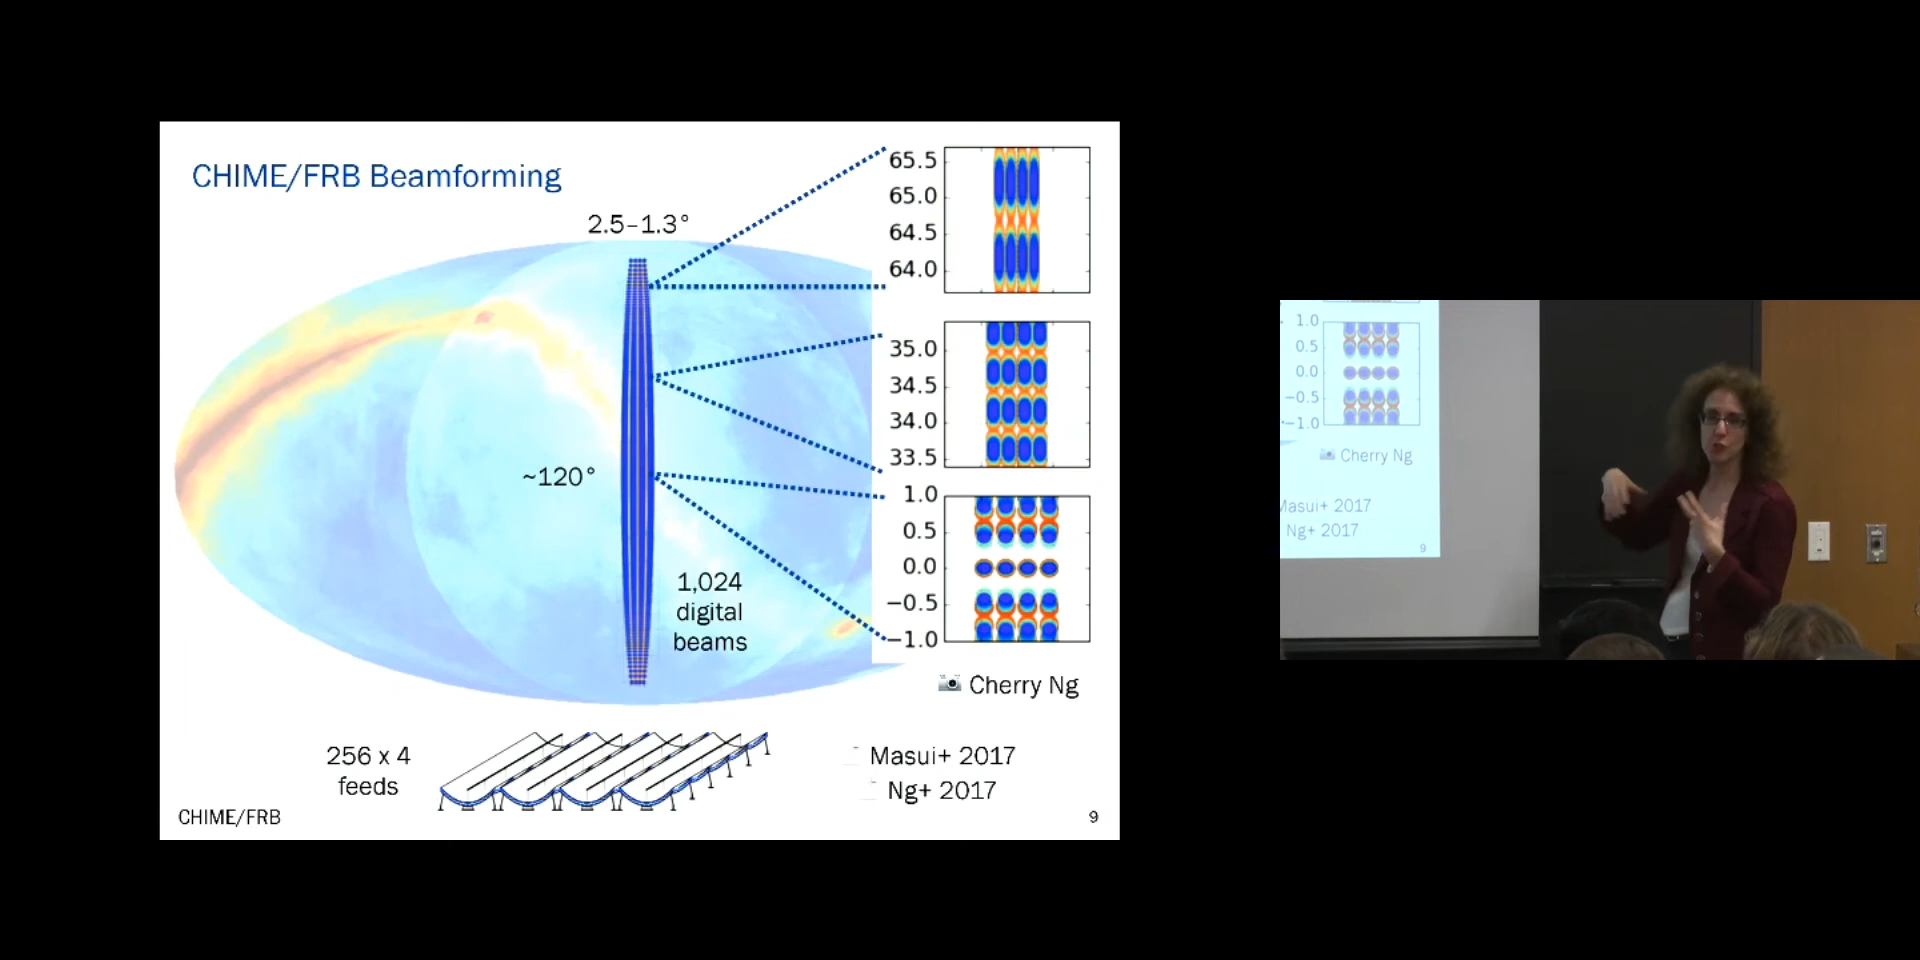 CHIME/FRB Beamforming
2.5–1.3°
~120°
1,024
digital
beams
65.5
65.0
64.5
64.0
35.0
34.5
34.0
33.5
1.0
0.5
0.0
−0.5
−1.0
Cherry Ng
256 x 4
feeds
Masui+ 2017
Ng+ 2017
CHIME/FRB
9
1.0
0.5
0.0
−0.5
−1.0
Cherry Ng
Masui+ 2017
Ng+ 2017
9